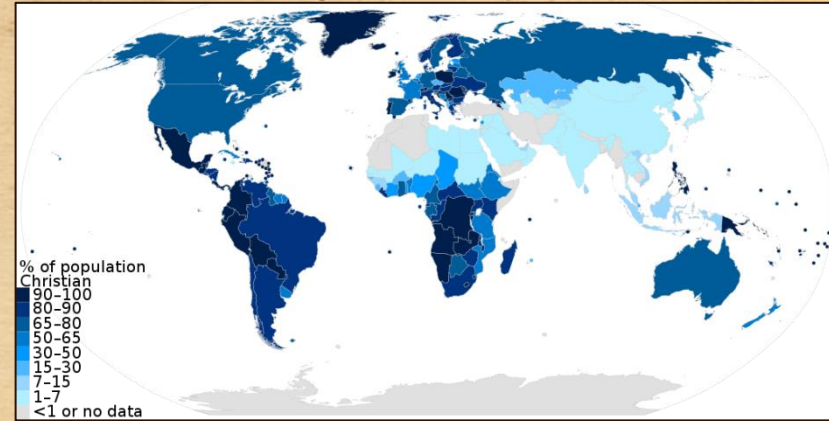 % of population
Christian
90–100
80–90
65–80
50–65
30–50
15–30
7–15
1–7
<1 or no data